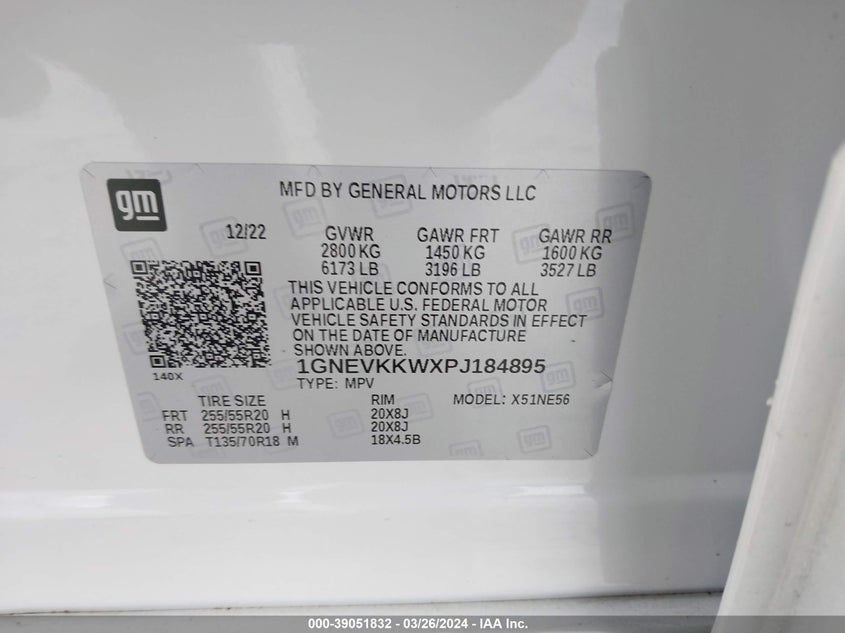 gm
MFD BY GENERAL MOTORS LLC
12/22 GVWR GAWR FRT GAWR RR
2800 KG 1450 KG 1600 KG
6173 LB 3196 LB 3527 LB
THIS VEHICLE CONFORMS TO ALL
APPLICABLE U.S. FEDERAL MOTOR
VEHICLE SAFETY STANDARDS IN EFFECT
ON THE DATE OF MANUFACTURE
SHOWN ABOVE.
1GNEVKKWXPJ184895
140X
TYPE: MPV
TIRE SIZE RIM MODEL: X51NE56
FRT 255/55R20 H 20X8J
RR 255/55R20 H 20X8J
SPA T135/70R18 M 18X4.5B
000-39051832 - 03/26/2024 - IAA Inc.